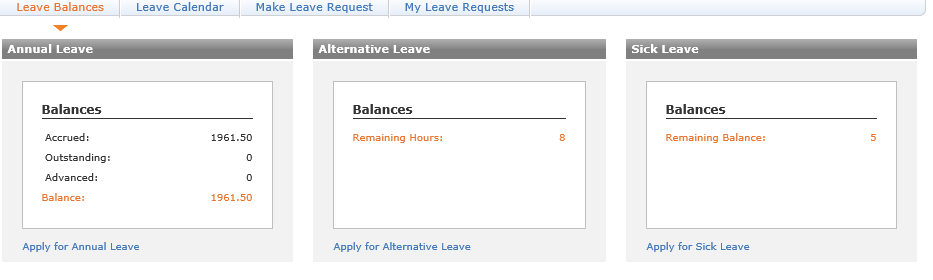 Leave Balances
Leave Calendar
Make Leave Request
My Leave Requests
Annual Leave
Balances
Accrued: 1961.50
Outstanding: 0
Advanced: 0
Balance: 1961.50
Apply for Annual Leave
Alternative Leave
Balances
Remaining Hours: 8
Apply for Alternative Leave
Sick Leave
Balances
Remaining Balance: 5
Apply for Sick Leave